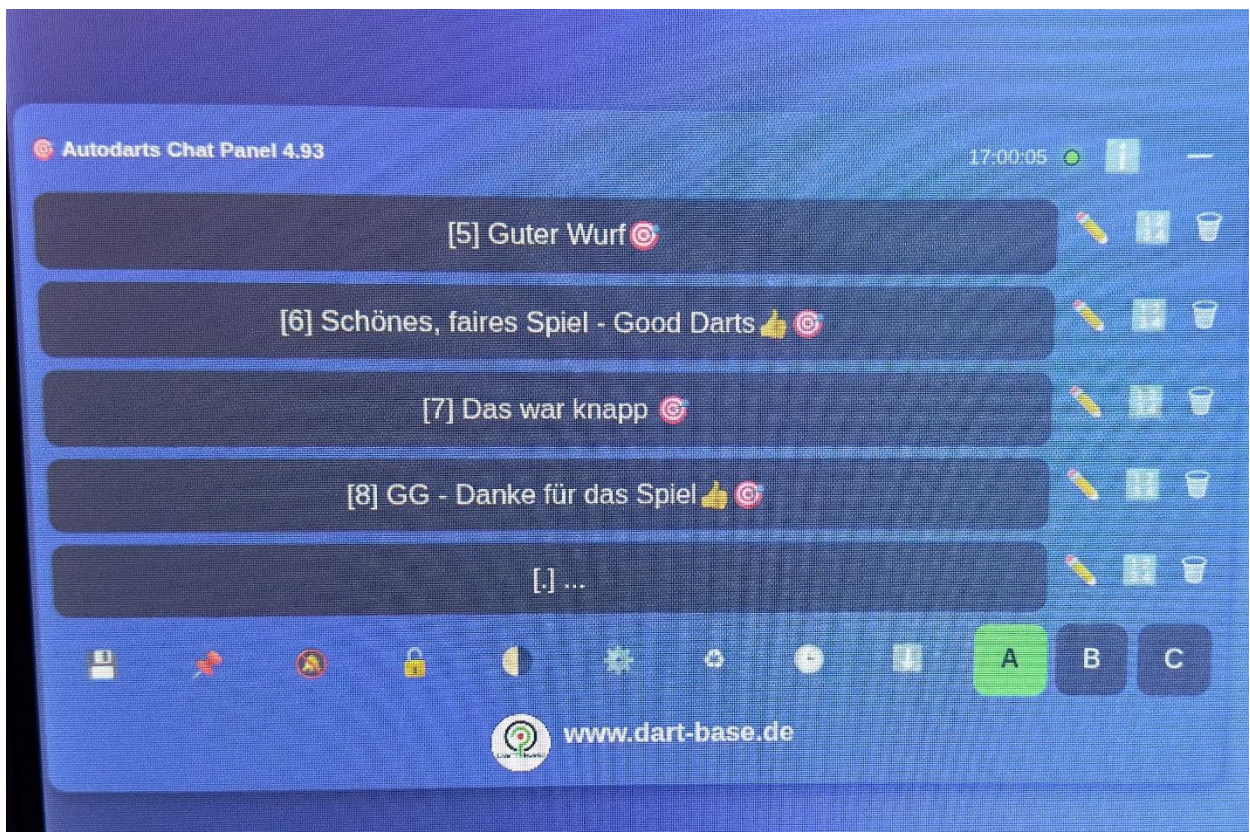 🎯 Autodarts Chat Panel 4.93
17:00:05
[5] Guter Wurf🎯
[6] Schönes, faires Spiel - Good Darts👍🎯
[7] Das war knapp 🎯
[8] GG - Danke für das Spiel👍🎯
[.] ...
A B C
www.dart-base.de